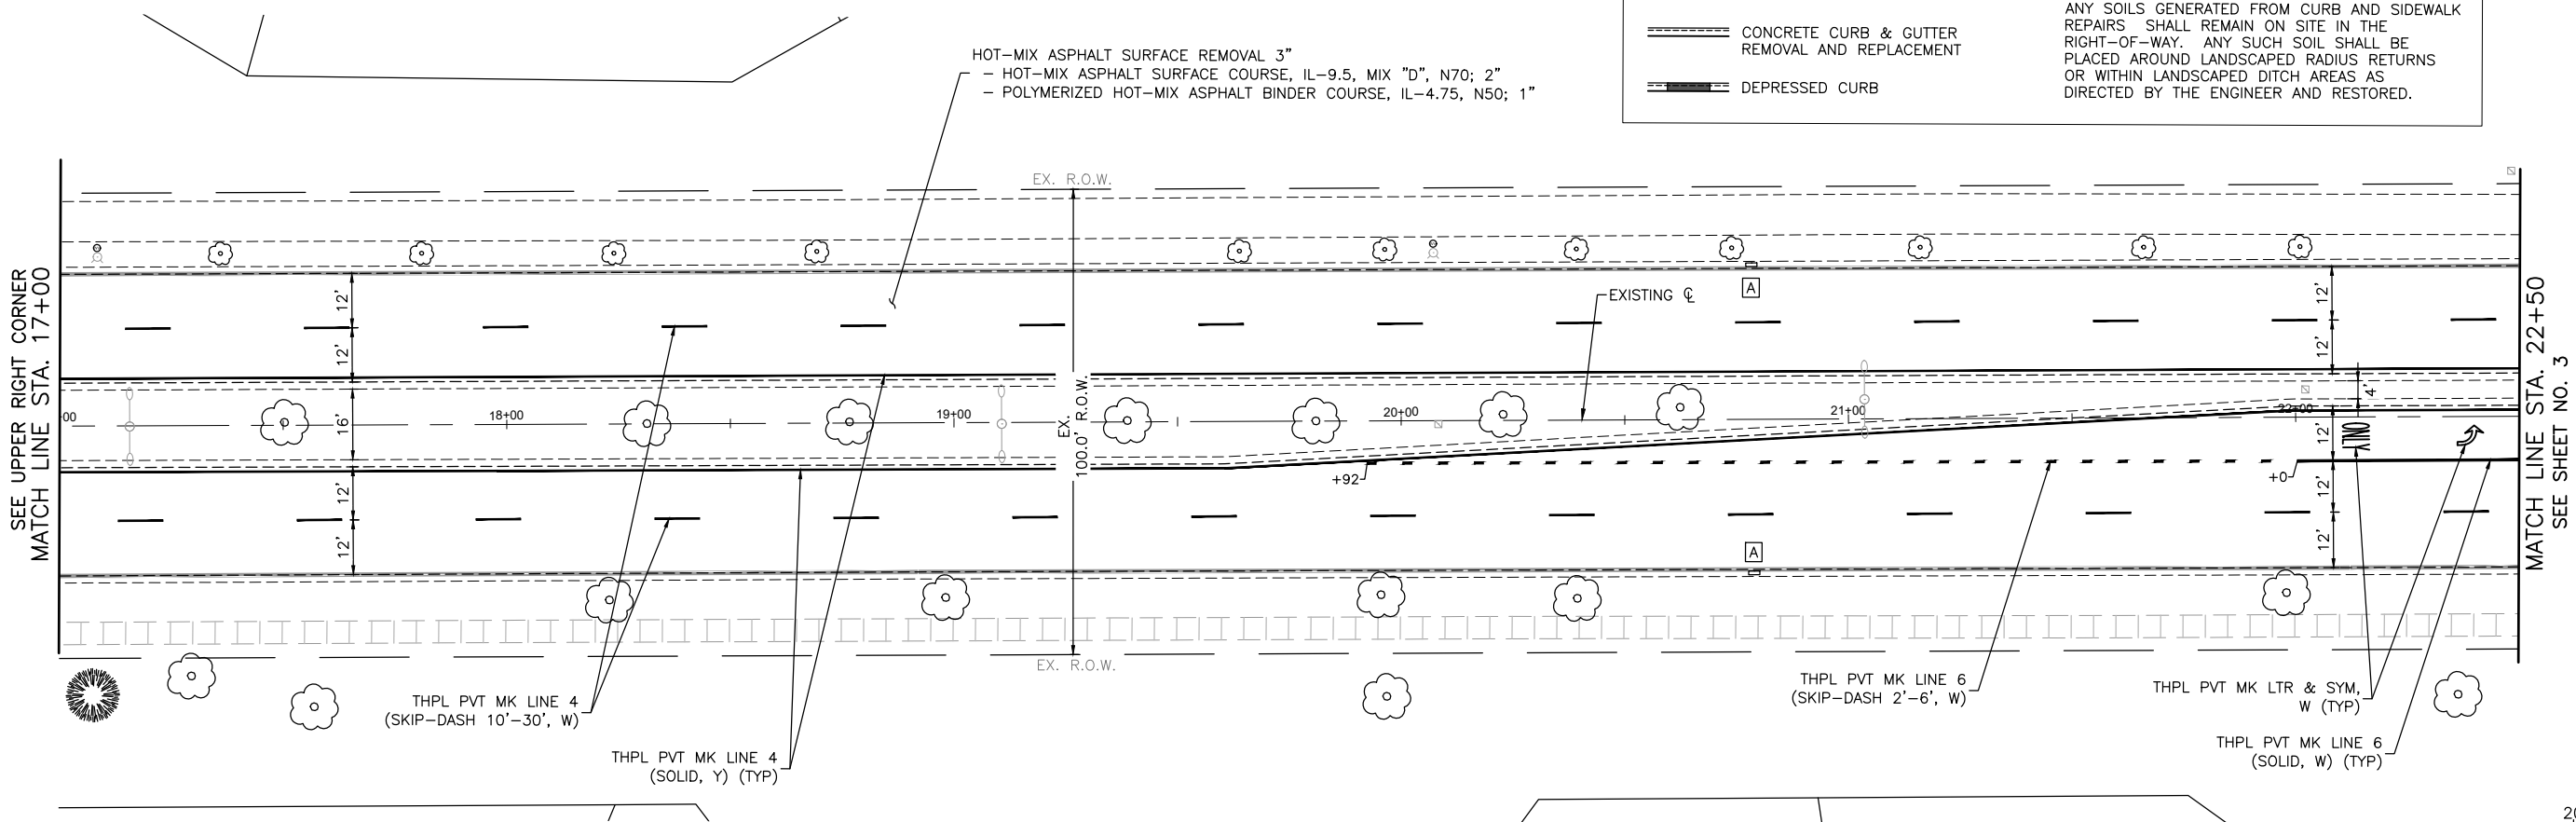 HOT-MIX ASPHALT SURFACE REMOVAL 3"
- HOT-MIX ASPHALT SURFACE COURSE, IL-9.5, MIX "D", N70; 2"
- POLYMERIZED HOT-MIX ASPHALT BINDER COURSE, IL-4.75, N50; 1"
CONCRETE CURB & GUTTER
REMOVAL AND REPLACEMENT
DEPRESSED CURB
ANY SOILS GENERATED FROM CURB AND SIDEWALK
REPAIRS SHALL REMAIN ON SITE IN THE
RIGHT-OF-WAY. ANY SUCH SOIL SHALL BE
PLACED AROUND LANDSCAPED RADIUS RETURNS
OR WITHIN LANDSCAPED DITCH AREAS AS
DIRECTED BY THE ENGINEER AND RESTORED.
SEE UPPER RIGHT CORNER
MATCH LINE STA. 17+00
EX. R.O.W.
12'
12'
16'
12'
12'
00
18+00
19+00
20+00
21+00
22+00
EX.
100.0' R.O.W.
EXISTING ℄
A
A
+92
+0
12'
12'
4'
12'
12'
12'
ONLY
MATCH LINE STA. 22+50
SEE SHEET NO. 3
EX. R.O.W.
THPL PVT MK LINE 4
(SKIP-DASH 10'-30', W)
THPL PVT MK LINE 4
(SOLID, Y) (TYP)
THPL PVT MK LINE 6
(SKIP-DASH 2'-6', W)
THPL PVT MK LTR & SYM,
W (TYP)
THPL PVT MK LINE 6
(SOLID, W) (TYP)